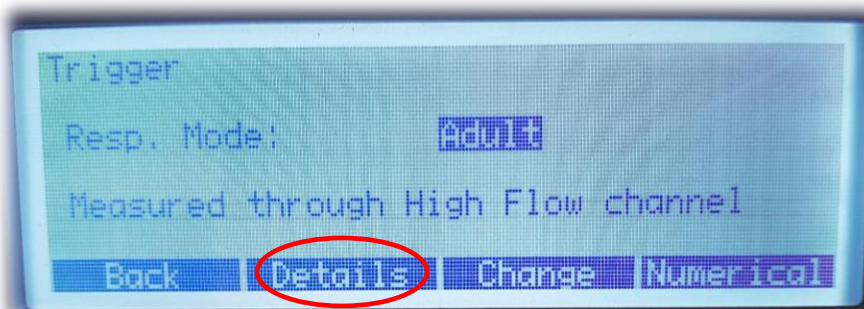 Trigger
Resp. Mode: Adult
Measured through High Flow channel
Back Details Change Numerical